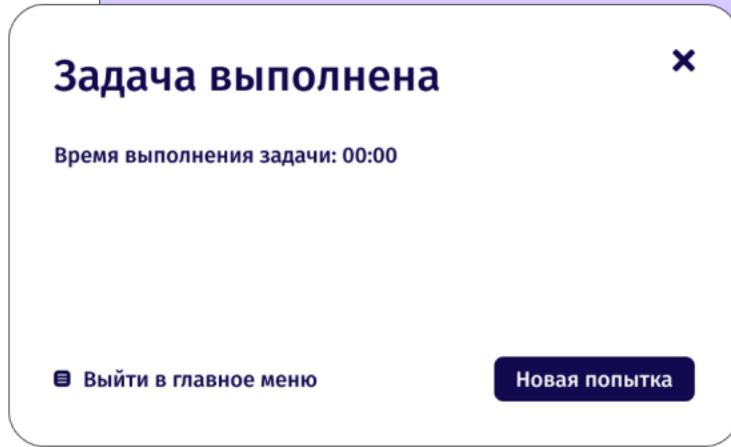 Задача выполнена
Время выполнения задачи: 00:00
Выйти в главное меню
Новая попытка